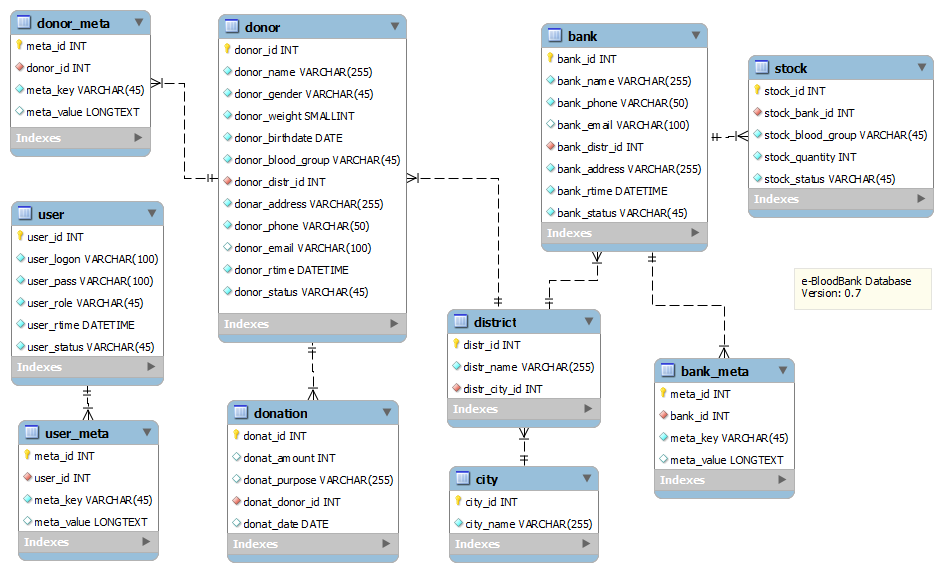 donor_meta
meta_id INT
donor_id INT
meta_key VARCHAR(45)
meta_value LONGTEXT
Indexes
donor
donor_id INT
donor_name VARCHAR(255)
donor_gender VARCHAR(45)
donor_weight SMALLINT
donor_birthdate DATE
donor_blood_group VARCHAR(45)
donor_distr_id INT
donar_address VARCHAR(255)
donor_phone VARCHAR(50)
donor_email VARCHAR(100)
donor_rtime DATETIME
donor_status VARCHAR(45)
Indexes
bank
bank_id INT
bank_name VARCHAR(255)
bank_phone VARCHAR(50)
bank_email VARCHAR(100)
bank_distr_id INT
bank_address VARCHAR(255)
bank_rtime DATETIME
bank_status VARCHAR(45)
Indexes
stock
stock_id INT
stock_bank_id INT
stock_blood_group VARCHAR(45)
stock_quantity INT
stock_status VARCHAR(45)
Indexes
user
user_id INT
user_logon VARCHAR(100)
user_pass VARCHAR(100)
user_role VARCHAR(45)
user_rtime DATETIME
user_status VARCHAR(45)
Indexes
e-BloodBank Database
Version: 0.7
district
distr_id INT
distr_name VARCHAR(255)
distr_city_id INT
Indexes
bank_meta
meta_id INT
bank_id INT
meta_key VARCHAR(45)
meta_value LONGTEXT
Indexes
user_meta
meta_id INT
user_id INT
meta_key VARCHAR(45)
meta_value LONGTEXT
Indexes
donation
donat_id INT
donat_amount INT
donat_purpose VARCHAR(255)
donat_donor_id INT
donat_date DATE
Indexes
city
city_id INT
city_name VARCHAR(255)
Indexes